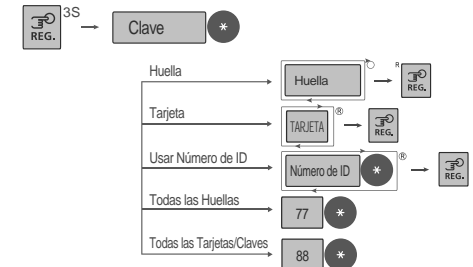 REG. 3S Clave *
Huella Huella R REG.
Tarjeta TARJETA ® REG.
Usar Número de ID Número de ID * ® REG.
Todas las Huellas 77 *
Todas las Tarjetas/Claves 88 *